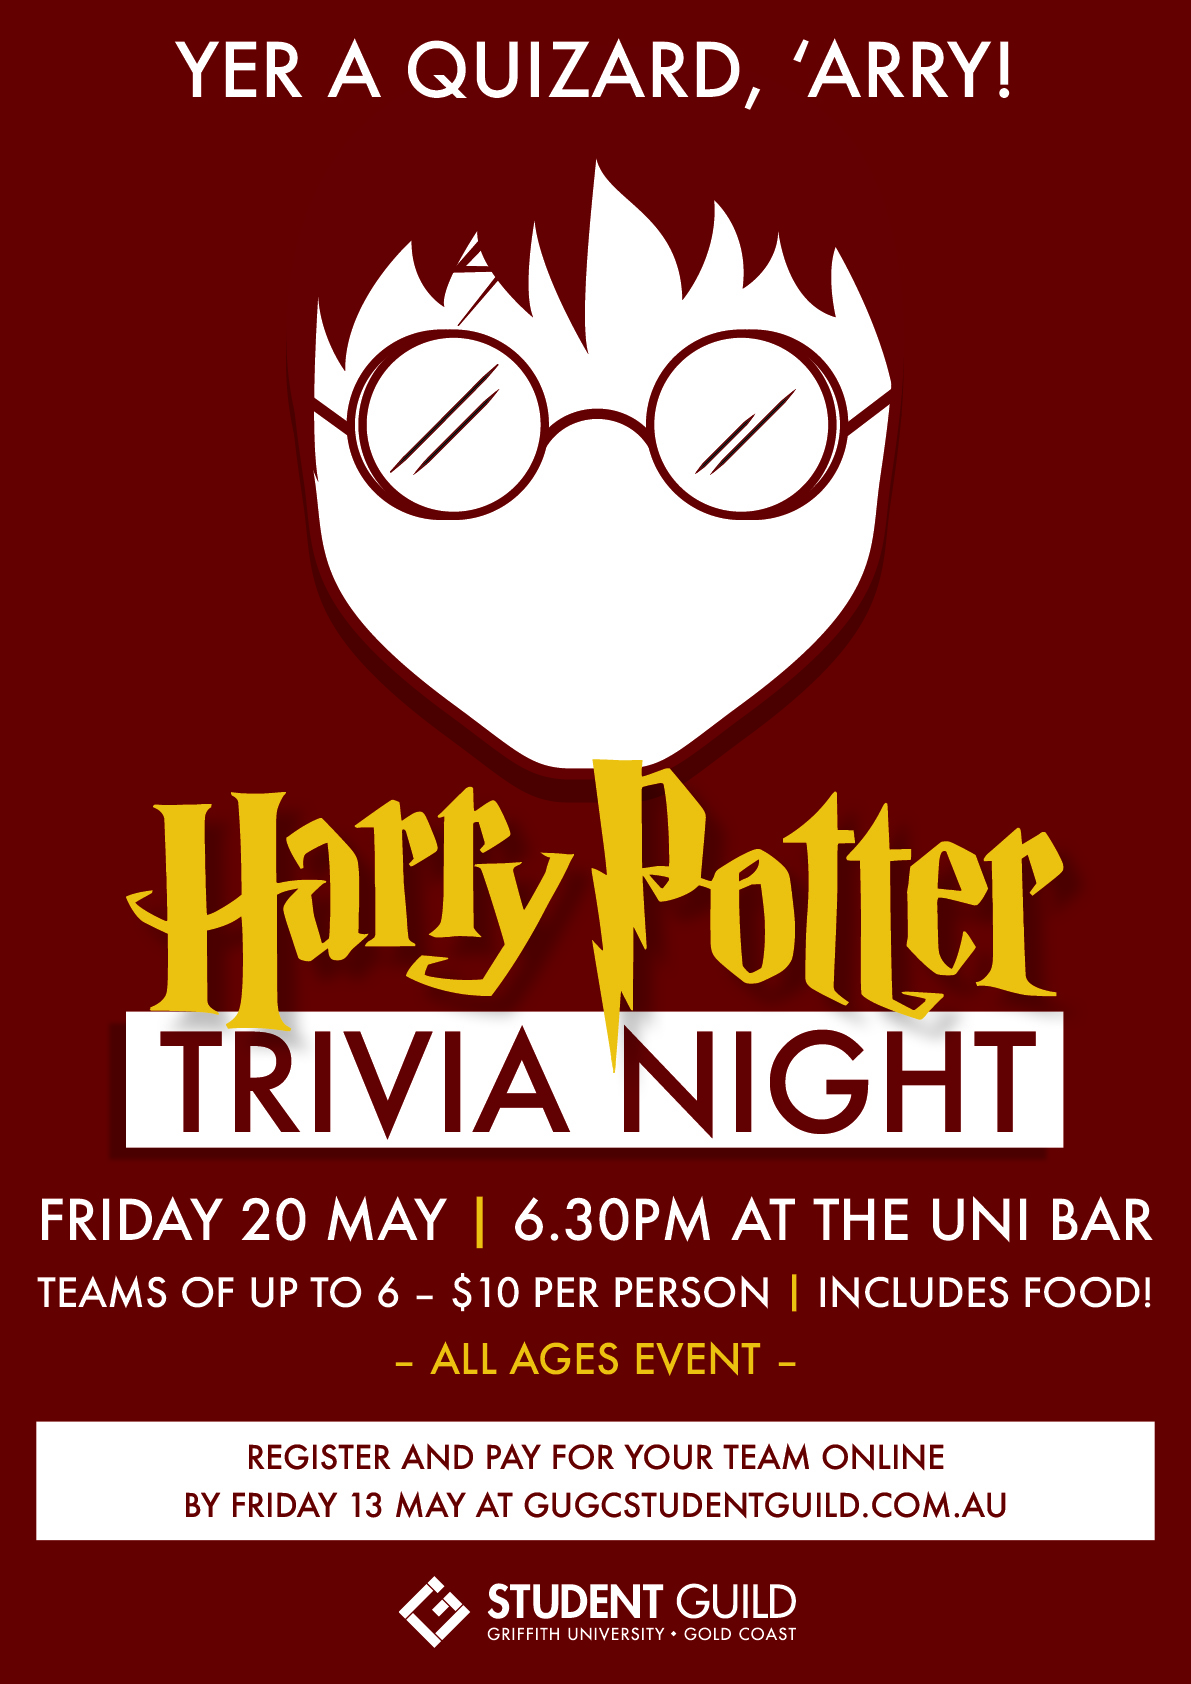 YER A QUIZARD, ‘ARRY!
Harry Potter
TRIVIA NIGHT
FRIDAY 20 MAY | 6.30PM AT THE UNI BAR
TEAMS OF UP TO 6 – $10 PER PERSON | INCLUDES FOOD!
– ALL AGES EVENT –
REGISTER AND PAY FOR YOUR TEAM ONLINE
BY FRIDAY 13 MAY AT GUGCSTUDENTGUILD.COM.AU
STUDENT GUILD
GRIFFITH UNIVERSITY • GOLD COAST